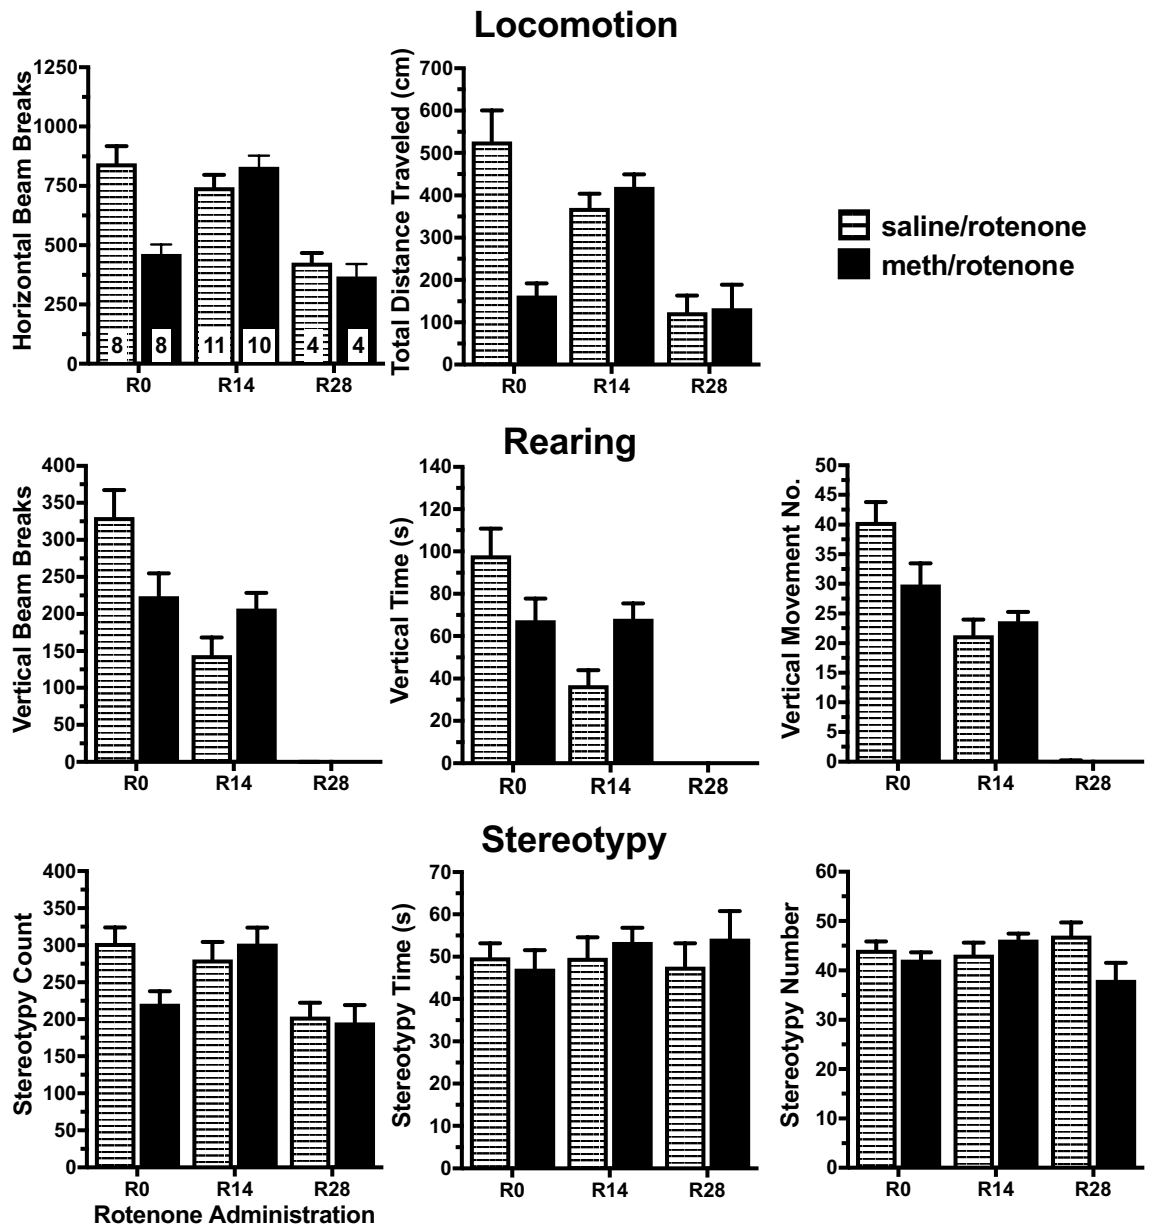 Locomotion
Horizontal Beam Breaks
1250
1000
750
500
250
0
8
8
11
10
4
4
R0
R14
R28
Total Distance Traveled (cm)
700
600
500
400
300
200
100
0
R0
R14
R28
saline/rotenone
meth/rotenone
Rearing
Vertical Beam Breaks
400
350
300
250
200
150
100
50
0
R0
R14
R28
Vertical Time (s)
140
120
100
80
60
40
20
0
R0
R14
R28
Vertical Movement No.
50
45
40
35
30
25
20
15
10
5
0
R0
R14
R28
Stereotypy
Stereotypy Count
400
350
300
250
200
150
100
50
0
R0
R14
R28
Rotenone Administration
Stereotypy Time (s)
70
60
50
40
30
20
10
0
R0
R14
R28
Stereotypy Number
60
50
40
30
20
10
0
R0
R14
R28